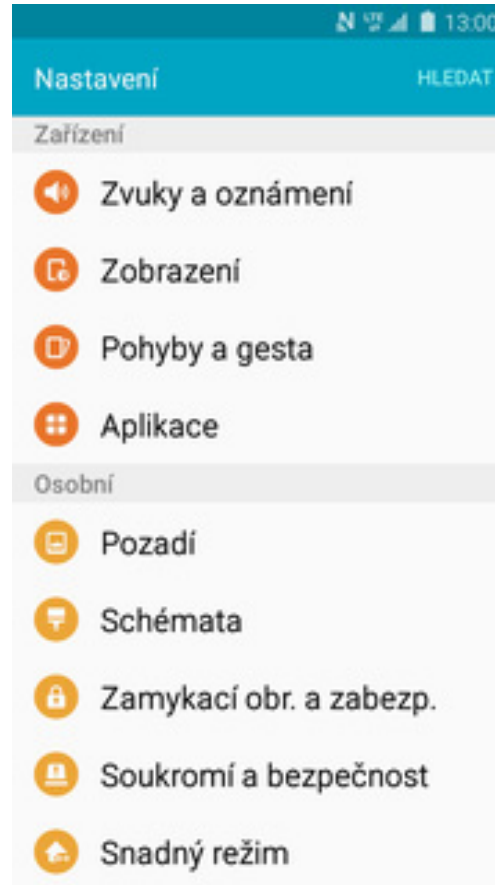 13:00
Nastavení HLEDAT
Zařízení
Zvuky a oznámení
Zobrazení
Pohyby a gesta
Aplikace
Osobní
Pozadí
Schémata
Zamykací obr. a zabezp.
Soukromí a bezpečnost
Snadný režim